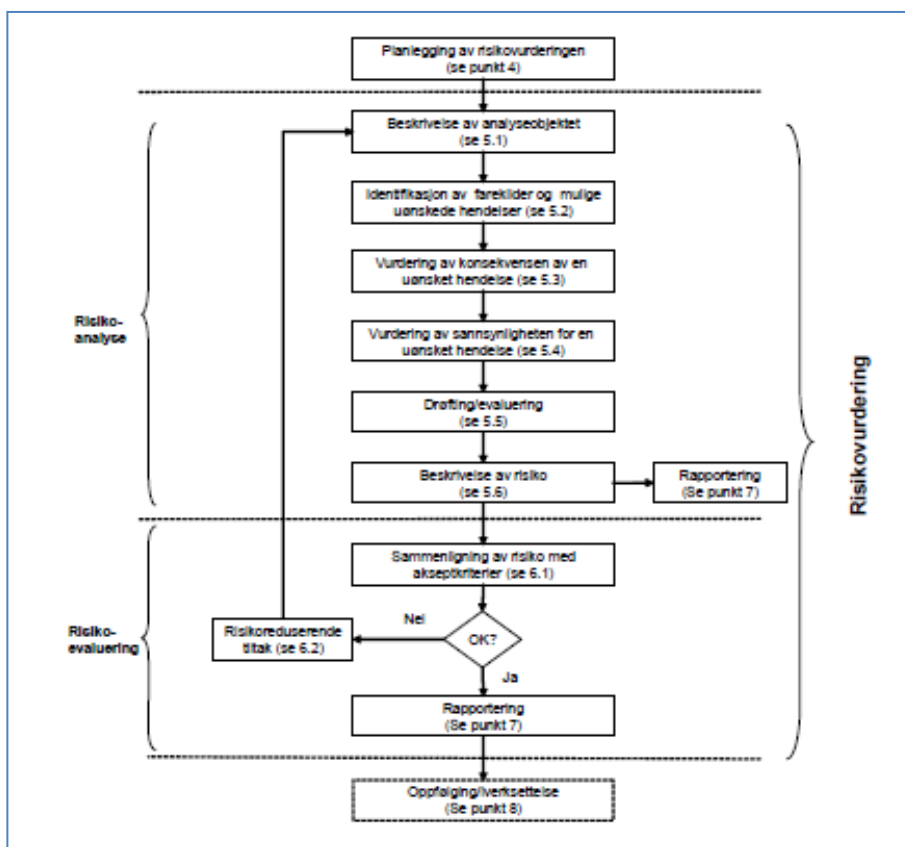 Planlegging av risikovurderingen
(se punkt 4)
Beskrivelse av analyseobjektet
(se 5.1)
Identifikasjon av farekilder og mulige
uønskede hendelser (se 5.2)
Vurdering av konsekvensen av en
uønsket hendelse (se 5.3)
Risiko-
analyse
Vurdering av sannsynligheten for en
uønsket hendelse (se 5.4)
Drøfting/evaluering
(se 5.5)
Beskrivelse av risiko
(se 5.6)
Rapportering
(Se punkt 7)
Risikovurdering
Sammenligning av risiko med
akseptkriterier (se 6.1)
Risiko-
evaluering
Risikoreduserende
tiltak (se 6.2)
Nei
OK?
Ja
Rapportering
(Se punkt 7)
Oppfølging/iverksettelse
(Se punkt 8)